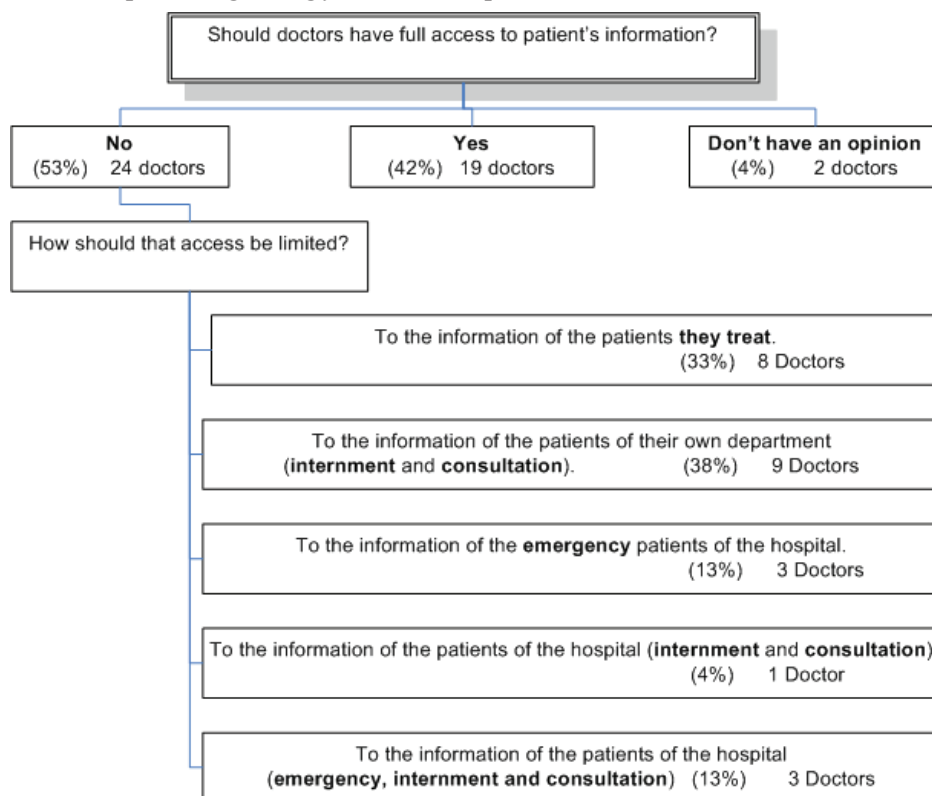 Should doctors have full access to patient's information?
No
(53%) 24 doctors
Yes
(42%) 19 doctors
Don't have an opinion
(4%) 2 doctors
How should that access be limited?
To the information of the patients they treat.
(33%) 8 Doctors
To the information of the patients of their own department
(internment and consultation). (38%) 9 Doctors
To the information of the emergency patients of the hospital.
(13%) 3 Doctors
To the information of the patients of the hospital (internment and consultation)
(4%) 1 Doctor
To the information of the patients of the hospital
(emergency, internment and consultation) (13%) 3 Doctors